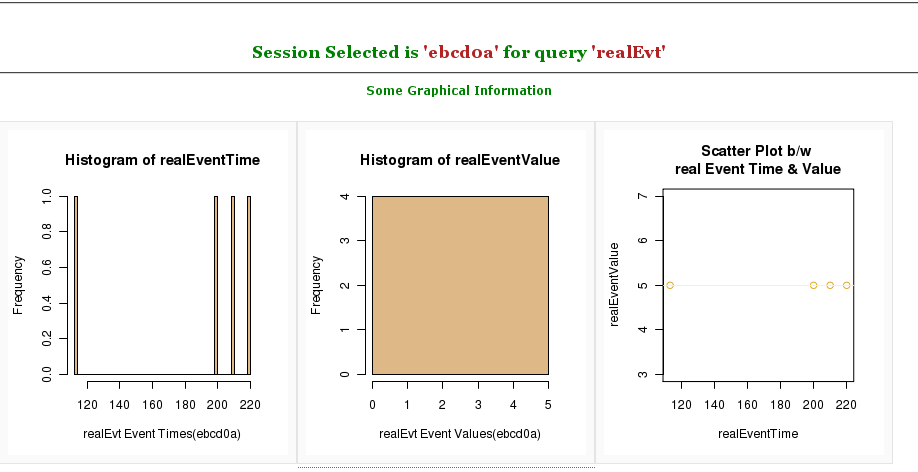 Session Selected is 'ebcd0a' for query 'realEvt'
Some Graphical Information
Histogram of realEventTime
Frequency
0.0 0.2 0.4 0.6 0.8 1.0
120 140 160 180 200 220
realEvt Event Times(ebcd0a)
Histogram of realEventValue
Frequency
0 1 2 3 4
0 1 2 3 4 5
realEvt Event Values(ebcd0a)
Scatter Plot b/w
real Event Time & Value
realEventValue
3 4 5 6 7
120 140 160 180 200 220
realEventTime